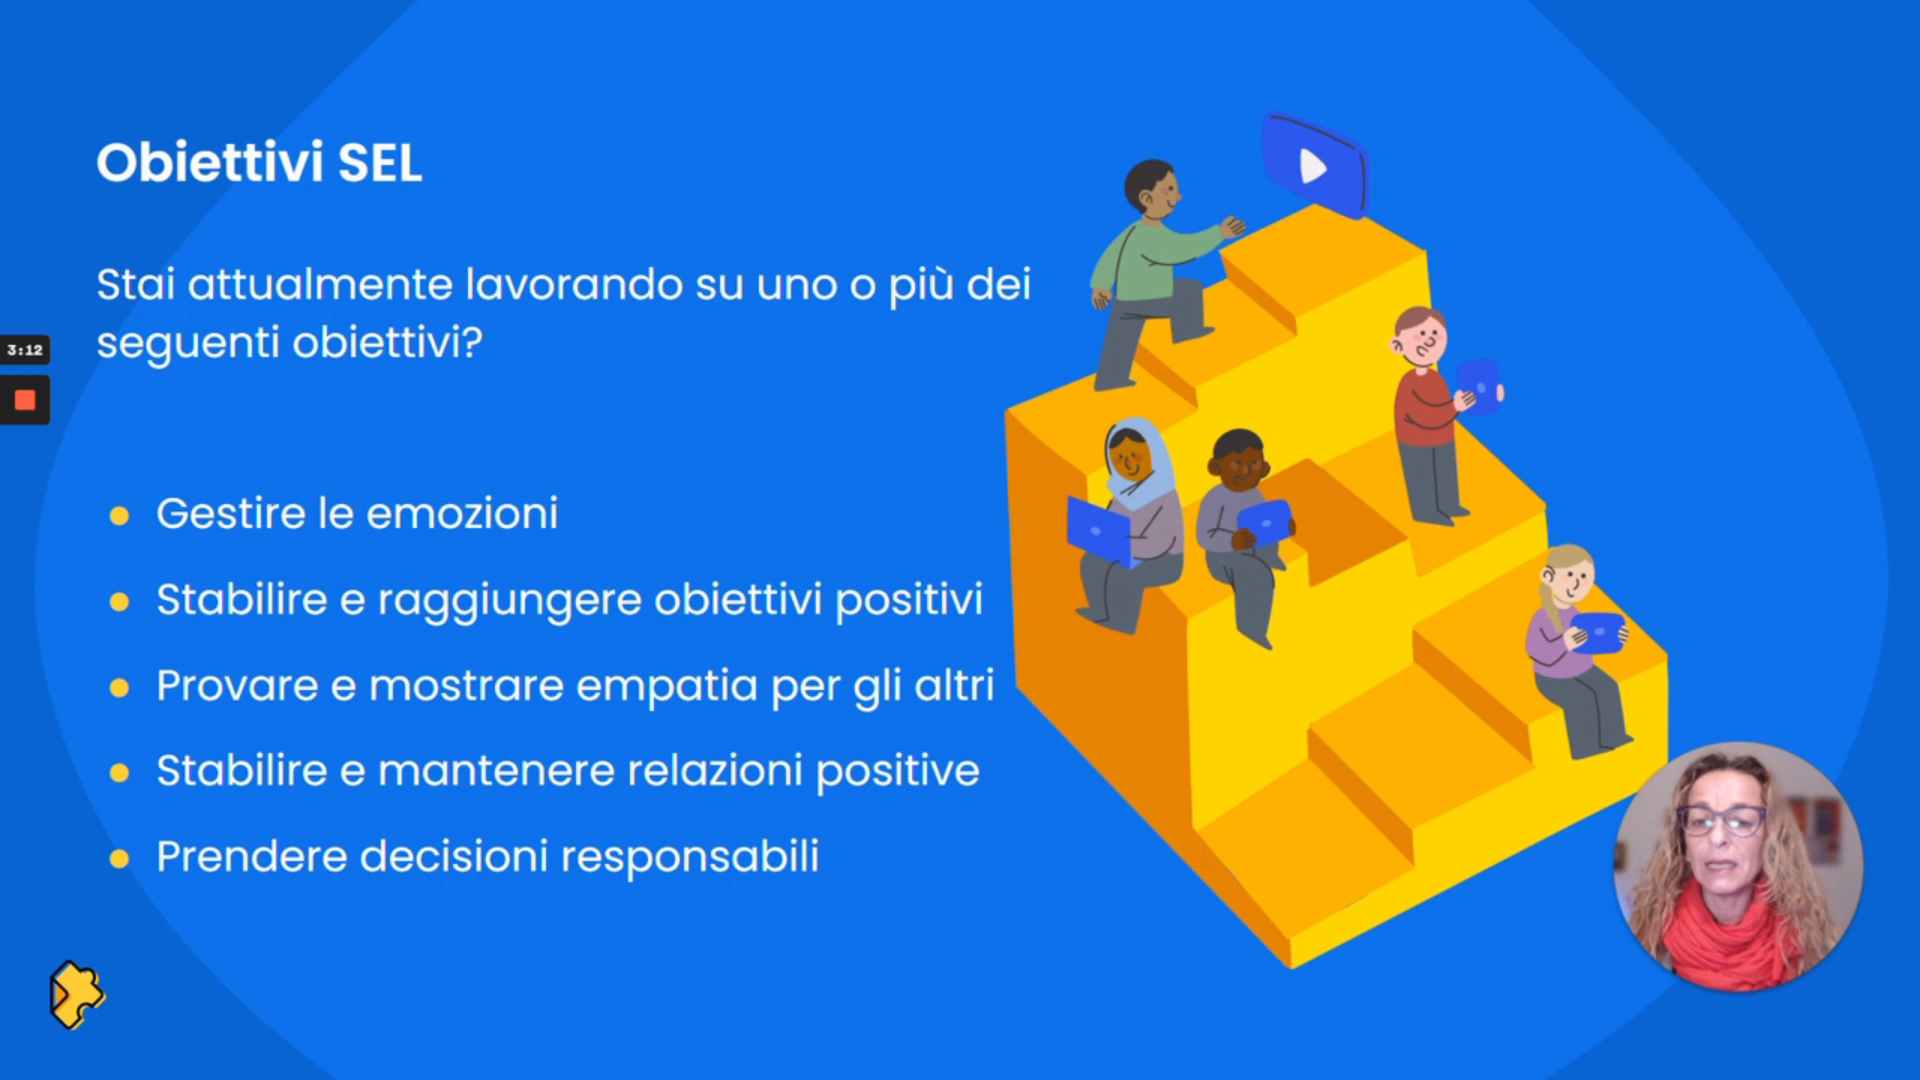 Obiettivi SEL
Stai attualmente lavorando su uno o più dei
seguenti obiettivi?
3:12
Gestire le emozioni
Stabilire e raggiungere obiettivi positivi
Provare e mostrare empatia per gli altri
Stabilire e mantenere relazioni positive
Prendere decisioni responsabili